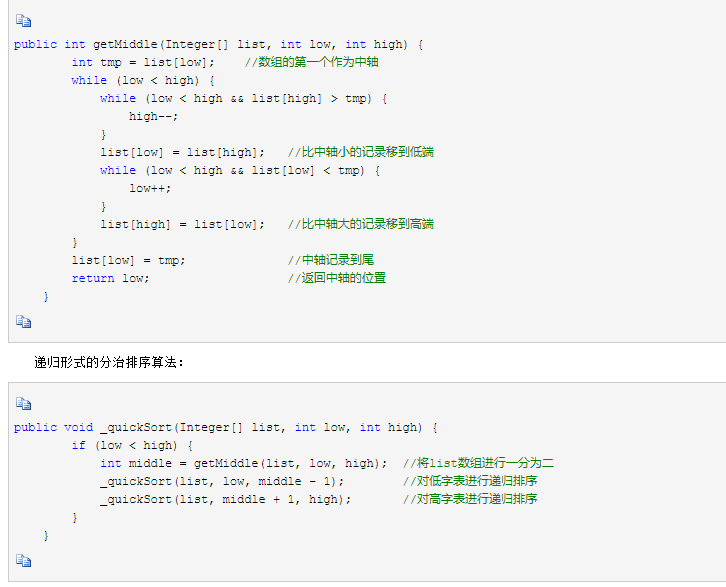 public int getMiddle(Integer[] list, int low, int high) {
        int tmp = list[low];    //数组的第一个作为中轴
        while (low < high) {
            while (low < high && list[high] > tmp) {
                high--;
            }
            list[low] = list[high];   //比中轴小的记录移到低端
            while (low < high && list[low] < tmp) {
                low++;
            }
            list[high] = list[low];   //比中轴大的记录移到高端
        }
        list[low] = tmp;              //中轴记录到尾
        return low;                   //返回中轴的位置
    }
递归形式的分治排序算法：
public void _quickSort(Integer[] list, int low, int high) {
        if (low < high) {
            int middle = getMiddle(list, low, high);  //将list数组进行一分为二
            _quickSort(list, low, middle - 1);        //对低字表进行递归排序
            _quickSort(list, middle + 1, high);       //对高字表进行递归排序
        }
    }